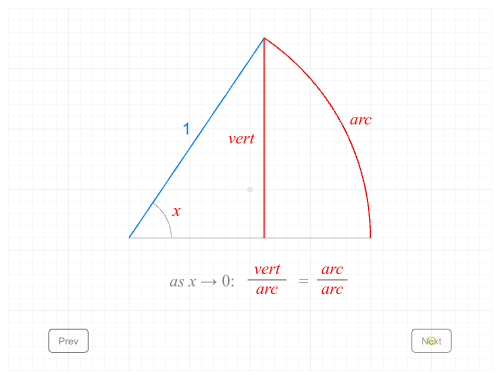 1
vert
arc
x
as x → 0: vert/arc = arc/arc
Prev
Next